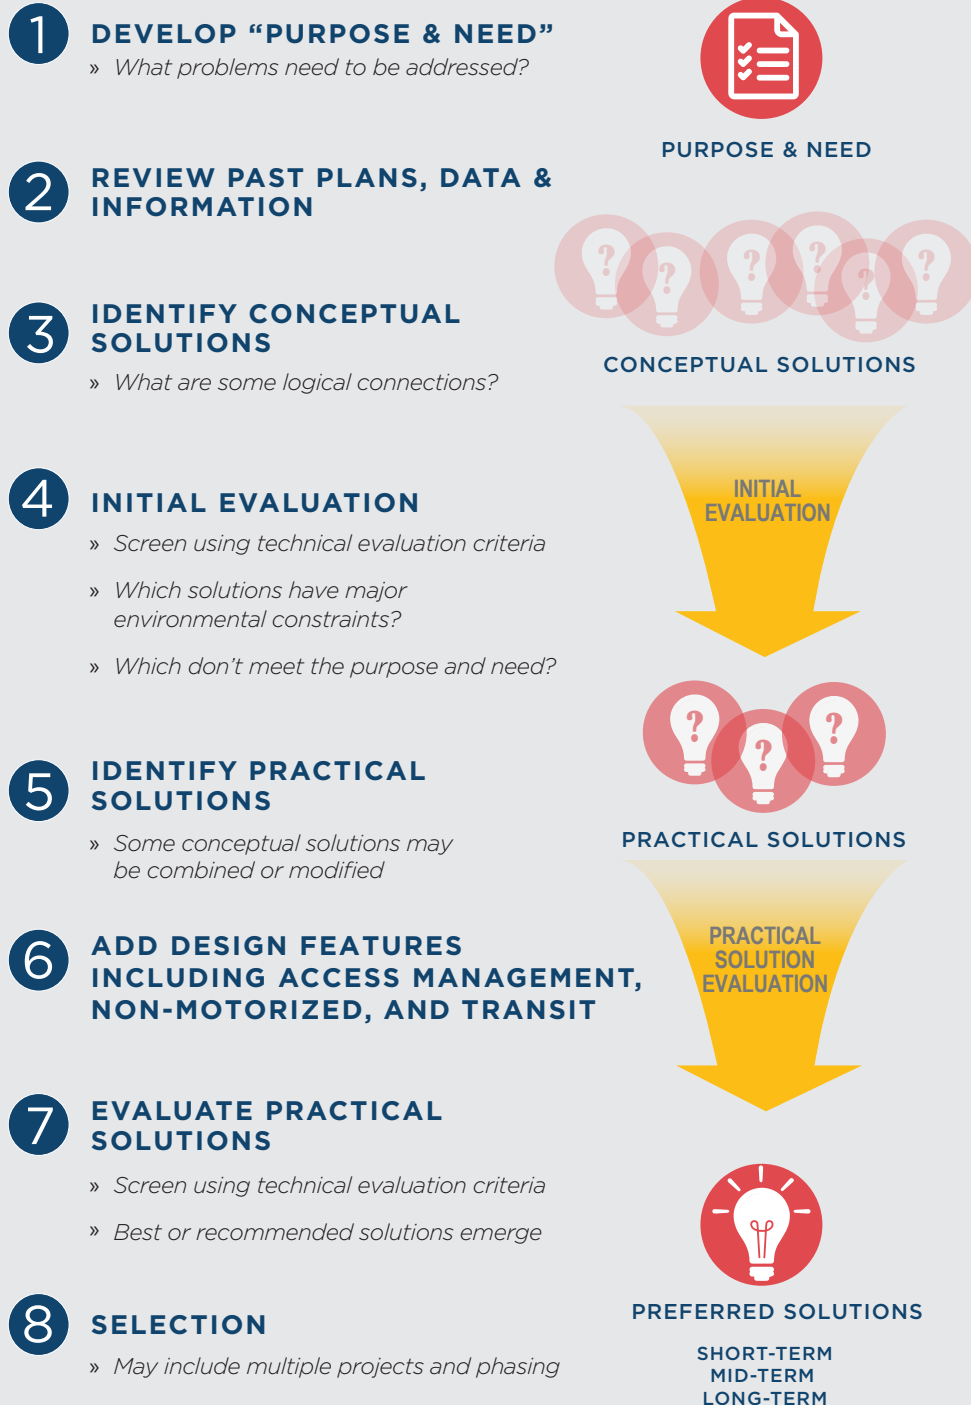 1 DEVELOP “PURPOSE & NEED”
» What problems need to be addressed?
PURPOSE & NEED
2 REVIEW PAST PLANS, DATA &
INFORMATION
? ? ? ? ? ?
3 IDENTIFY CONCEPTUAL
SOLUTIONS
» What are some logical connections?
CONCEPTUAL SOLUTIONS
4 INITIAL EVALUATION
» Screen using technical evaluation criteria
» Which solutions have major
environmental constraints?
» Which don’t meet the purpose and need?
INITIAL
EVALUATION
5 IDENTIFY PRACTICAL
SOLUTIONS
» Some conceptual solutions may
be combined or modified
? ? ?
PRACTICAL SOLUTIONS
6 ADD DESIGN FEATURES
INCLUDING ACCESS MANAGEMENT,
NON-MOTORIZED, AND TRANSIT
PRACTICAL
SOLUTION
EVALUATION
7 EVALUATE PRACTICAL
SOLUTIONS
» Screen using technical evaluation criteria
» Best or recommended solutions emerge
8 SELECTION
» May include multiple projects and phasing
PREFERRED SOLUTIONS
SHORT-TERM
MID-TERM
LONG-TERM